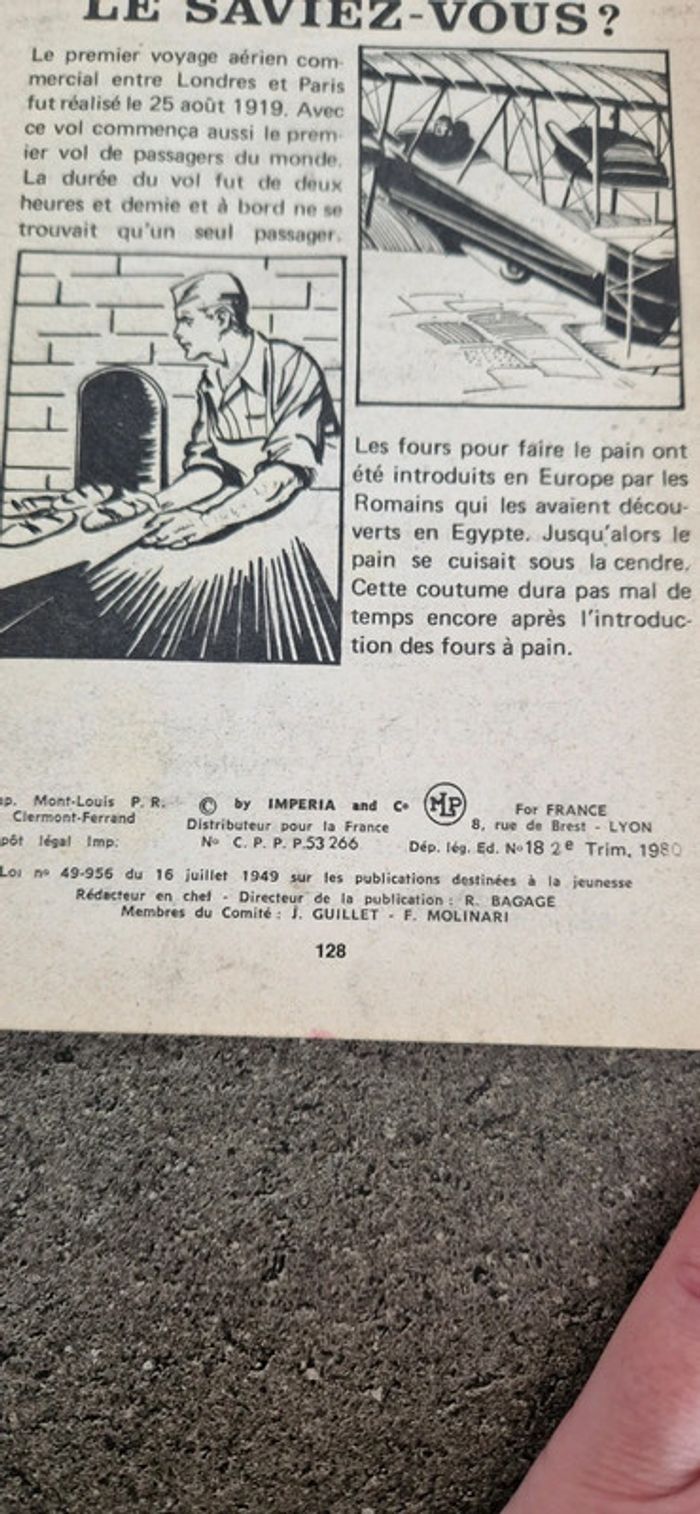 LE SAVIEZ-VOUS?
Le premier voyage aérien com-
mercial entre Londres et Paris
fut réalisé le 25 août 1919. Avec
ce vol commença aussi le prem-
ier vol de passagers du monde.
La durée du vol fut de deux
heures et demie et à bord ne se
trouvait qu'un seul passager.
Les fours pour faire le pain ont
été introduits en Europe par les
Romains qui les avaient décou-
verts en Egypte. Jusqu'alors le
pain se cuisait sous la cendre.
Cette coutume dura pas mal de
temps encore après l'introduc-
tion des fours à pain.
Mont-Louis P. R.
Clermont-Ferrand
légal Imp.
© by IMPERIA and Co
Distributeur pour la France
No C. P. P. P.53 266
MLP
For FRANCE
8, rue de Brest - LYON
Dép. lég. Ed. No 18 2e Trim. 1980
Loi no 49-956 du 16 juillet 1949 sur les publications destinées à la jeunesse
Rédacteur en chef - Directeur de la publication : R. BAGAGE
Membres du Comité : J. GUILLET - F. MOLINARI
128